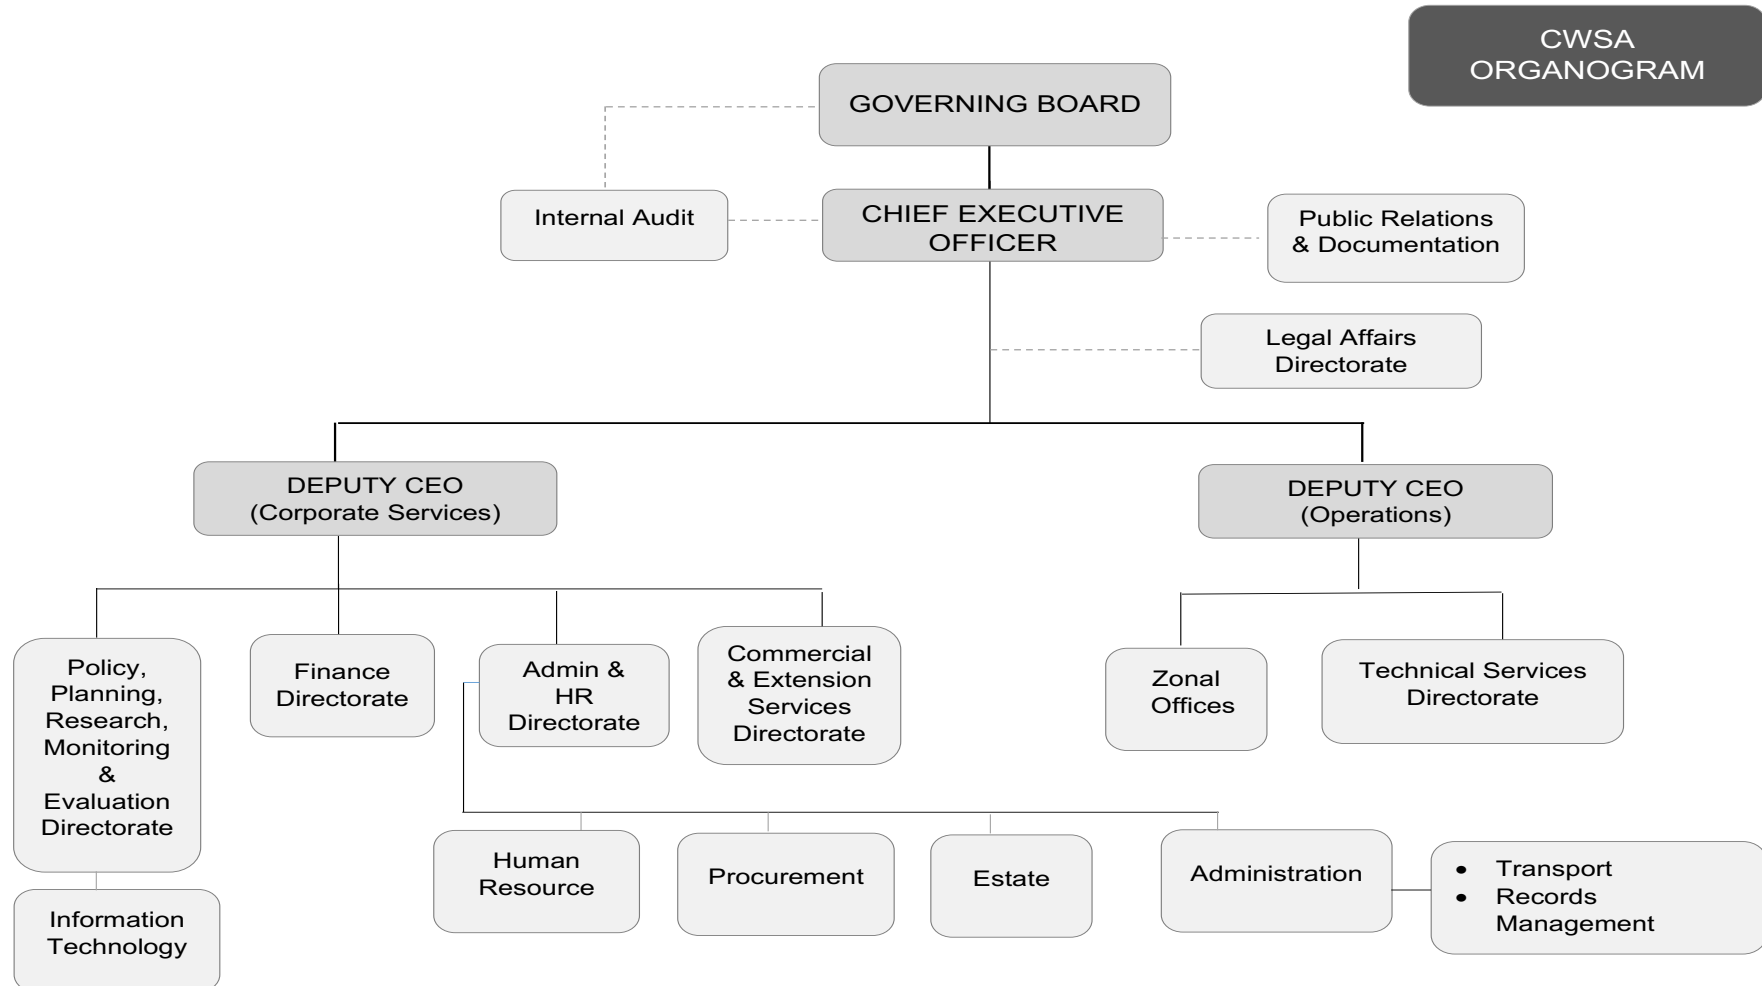 CWSA
ORGANOGRAM
GOVERNING BOARD
Internal Audit
CHIEF EXECUTIVE
OFFICER
Public Relations
& Documentation
Legal Affairs
Directorate
DEPUTY CEO
(Corporate Services)
DEPUTY CEO
(Operations)
Policy,
Planning,
Research,
Monitoring
&
Evaluation
Directorate
Finance
Directorate
Admin &
HR
Directorate
Commercial
& Extension
Services
Directorate
Zonal
Offices
Technical Services
Directorate
Information
Technology
Human
Resource
Procurement
Estate
Administration
• Transport
• Records
Management